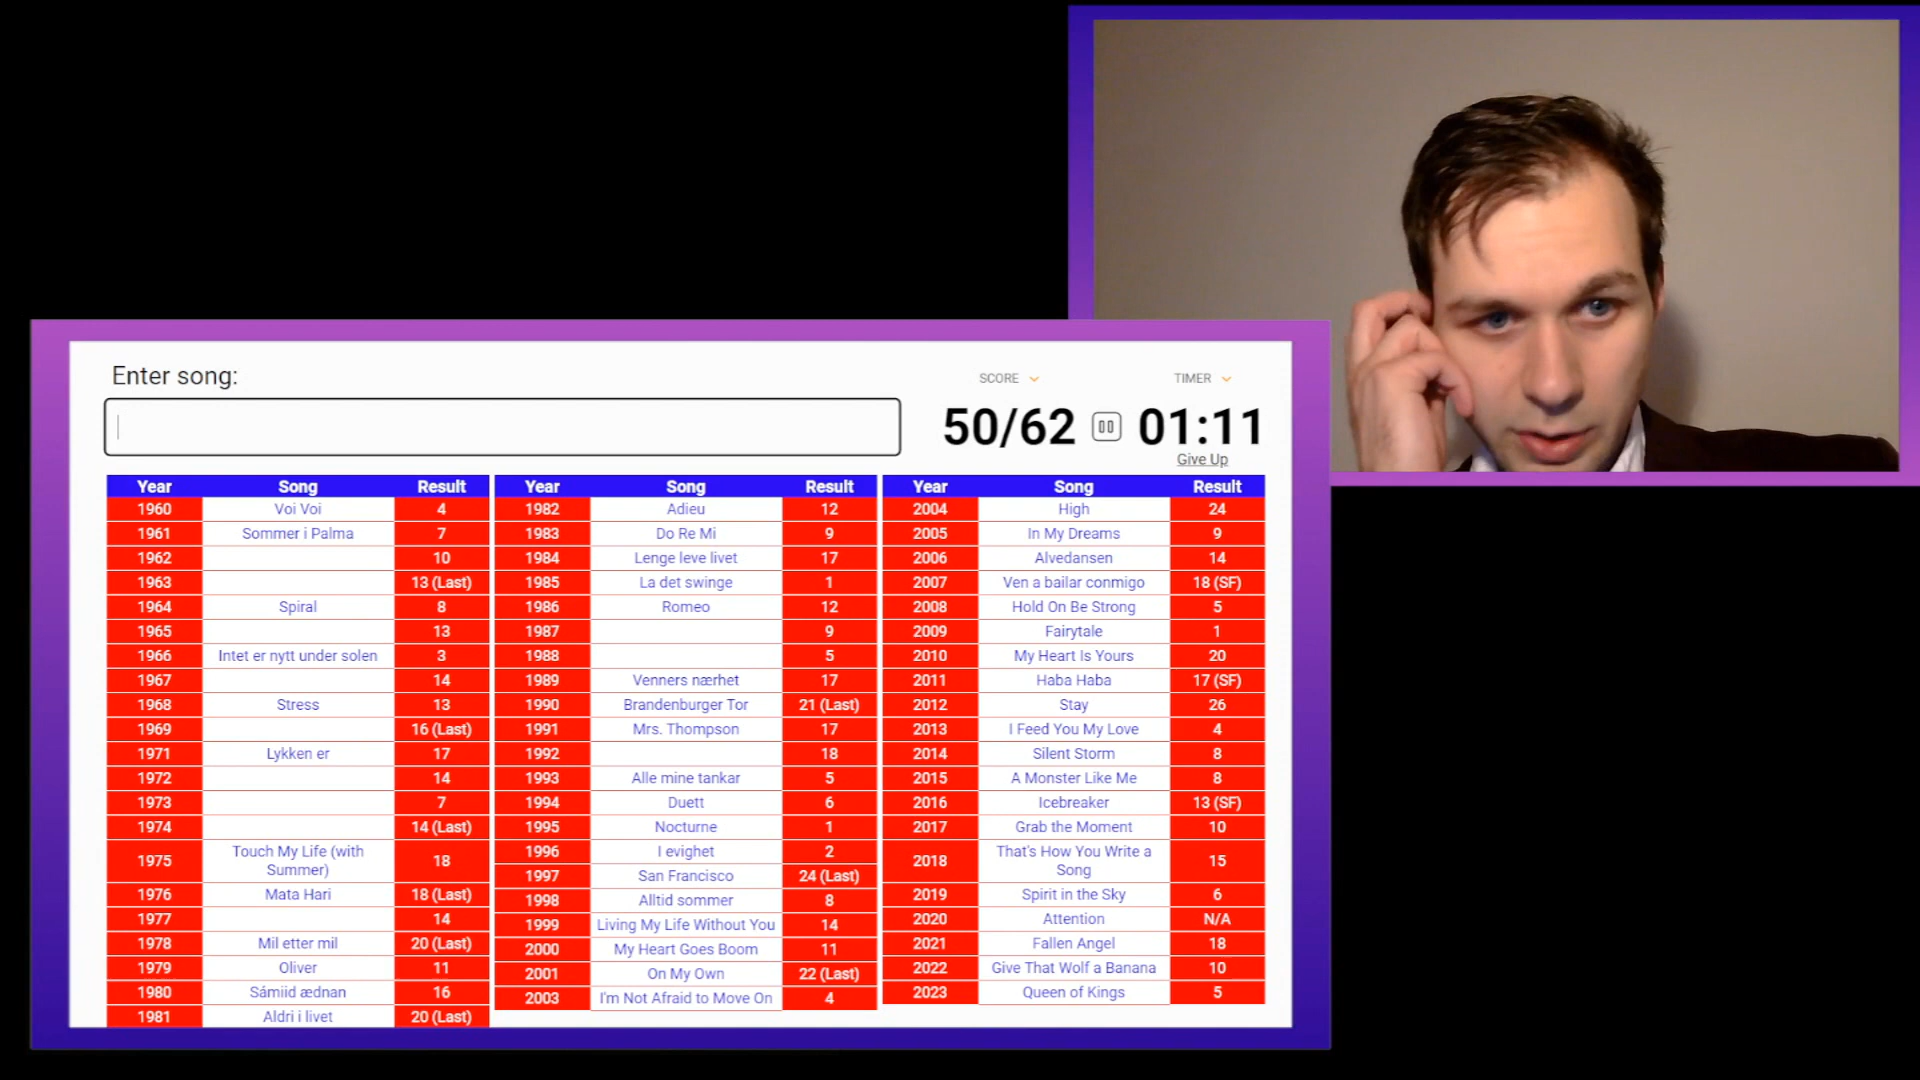 Enter song:
SCORE
TIMER
50/62
01:11
Give Up
Year Song Result
1960 Voi Voi 4
1961 Sommer i Palma 7
1962 10
1963 13 (Last)
1964 Spiral 8
1965 13
1966 Intet er nytt under solen 3
1967 14
1968 Stress 13
1969 16 (Last)
1971 Lykken er 17
1972 14
1973 7
1974 14 (Last)
1975 Touch My Life (with
Summer) 18
1976 Mata Hari 18 (Last)
1977 14
1978 Mil etter mil 20 (Last)
1979 Oliver 11
1980 Sámiid ædnan 16
1981 Aldri i livet 20 (Last)
Year Song Result
1982 Adieu 12
1983 Do Re Mi 9
1984 Lenge leve livet 17
1985 La det swinge 1
1986 Romeo 12
1987 9
1988 5
1989 Venners nærhet 17
1990 Brandenburger Tor 21 (Last)
1991 Mrs. Thompson 17
1992 18
1993 Alle mine tankar 5
1994 Duett 6
1995 Nocturne 1
1996 I evighet 2
1997 San Francisco 24 (Last)
1998 Alltid sommer 8
1999 Living My Life Without You 14
2000 My Heart Goes Boom 11
2001 On My Own 22 (Last)
2003 I'm Not Afraid to Move On 4
Year Song Result
2004 High 24
2005 In My Dreams 9
2006 Alvedansen 14
2007 Ven a bailar conmigo 18 (SF)
2008 Hold On Be Strong 5
2009 Fairytale 1
2010 My Heart Is Yours 20
2011 Haba Haba 17 (SF)
2012 Stay 26
2013 I Feed You My Love 4
2014 Silent Storm 8
2015 A Monster Like Me 8
2016 Icebreaker 13 (SF)
2017 Grab the Moment 10
2018 That's How You Write a
Song 15
2019 Spirit in the Sky 6
2020 Attention N/A
2021 Fallen Angel 18
2022 Give That Wolf a Banana 10
2023 Queen of Kings 5